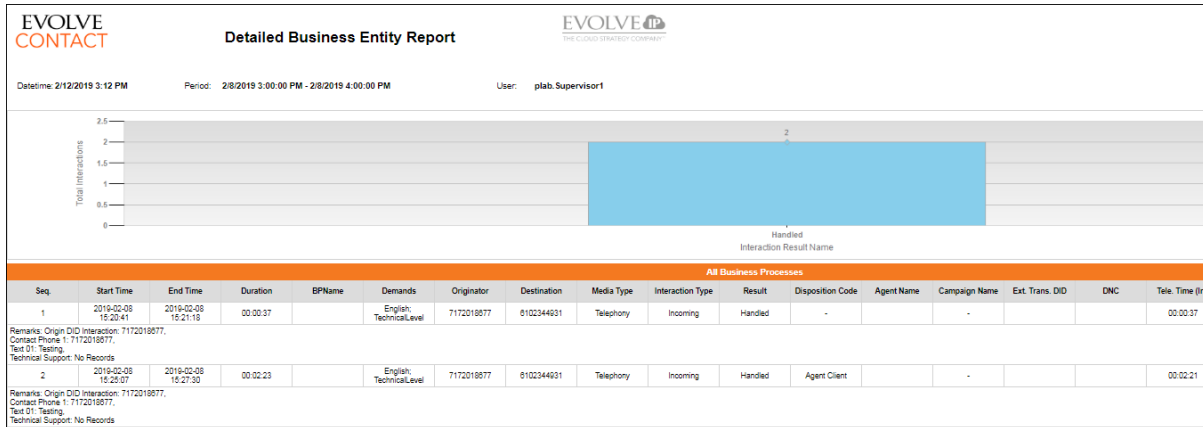 EVOLVE
CONTACT
Detailed Business Entity Report
EVOLVE IP
THE CLOUD STRATEGY COMPANY
Datetime: 2/12/2019 3:12 PM Period: 2/8/2019 3:00:00 PM - 2/8/2019 4:00:00 PM User: plab.Supervisor1
2.5
2
1.5
1
0.5
0
Total Interactions
2
Handled
Interaction Result Name
All Business Processes
Seq. Start Time End Time Duration BPName Demands Originator Destination Media Type Interaction Type Result Disposition Code Agent Name Campaign Name Ext. Trans. DID DNC Tele. Time (In
1 2019-02-08 15:20:41 2019-02-08 15:21:18 00:00:37 English; TechnicalLevel 7172018677 6102344931 Telephony Incoming Handled - - 00:00:37
Remarks: Origin DID Interaction: 7172018677,
Contact Phone 1: 7172018677,
Text 01: Testing,
Technical Support: No Records
2 2019-02-08 15:25:07 2019-02-08 15:27:30 00:02:23 English; TechnicalLevel 7172018677 6102344931 Telephony Incoming Handled Agent Client - 00:02:21
Remarks: Origin DID Interaction: 7172018677,
Contact Phone 1: 7172018677,
Text 01: Testing,
Technical Support: No Records